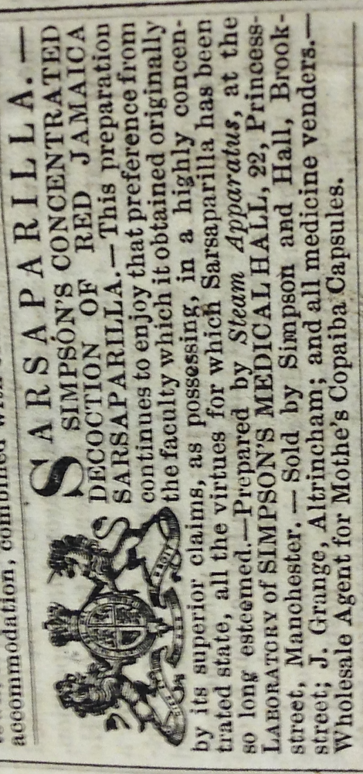 accommodation, combined with
SARSAPARILLA.—
SIMPSON'S CONCENTRATED
DECOCTION OF RED JAMAICA
SARSAPARILLA.—This preparation
continues to enjoy that preference from
the faculty which it obtained originally
by its superior claims, as possessing, in a highly concen-
trated state, all the virtues for which Sarsaparilla has been
so long esteemed.—Prepared by Steam Apparatus, at the
LABORATRY of SIMPSON'S MEDICAL HALL, 22, Princess-
street, Manchester.—Sold by Simpson and Hall, Brook-
street; J. Grunge, Altrincham; and all medicine venders.—
Wholesale Agent for Mothe's Copaiba Capsules.